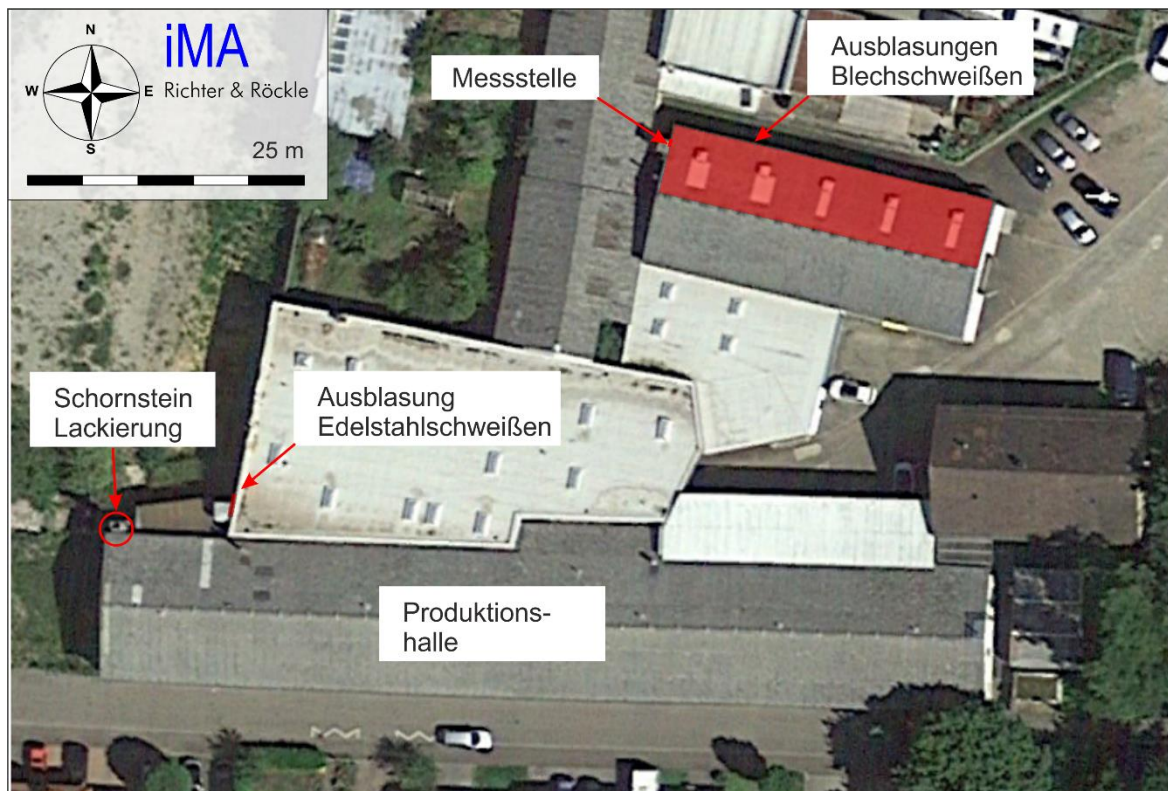 N
W
E
S
iMA
Richter & Röckle
25 m
Messstelle
Ausblasungen
Blechschweißen
Schornstein
Lackierung
Ausblasung
Edelstahlschweißen
Produktions-
halle